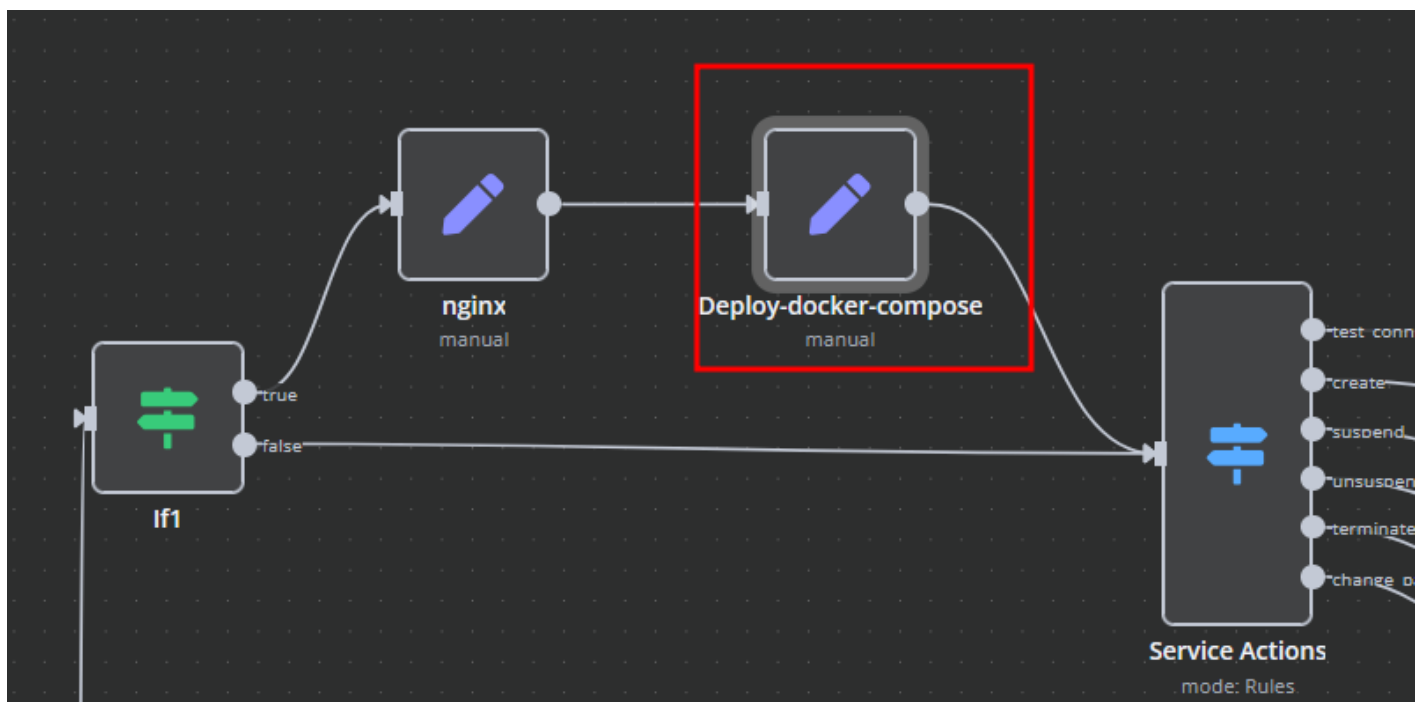 nginx
manual
Deploy-docker-compose
manual
true
false
If1
test conn
create
suspend
unsuspen
terminate
change p
Service Actions
mode: Rules